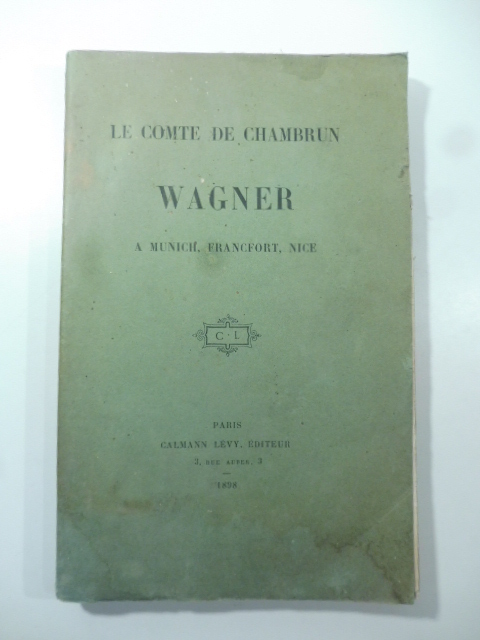 LE COMTE DE CHAMBRUN
WAGNER
A MUNICH, FRANCFORT, NICE
C·L
PARIS
CALMANN LÉVY, ÉDITEUR
3, RUE AUBER, 3
1898